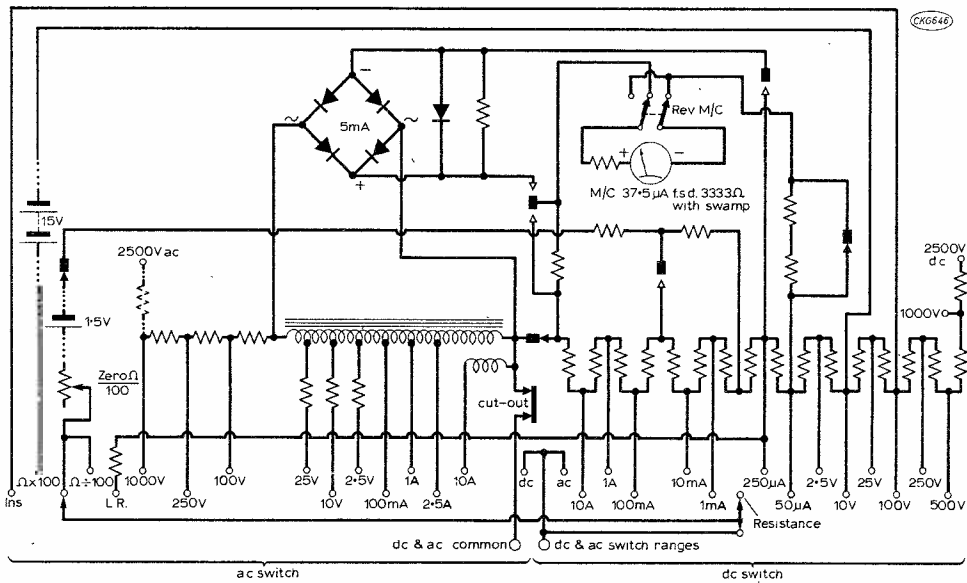 CKG646
5mA
~
~
−
+
Rev M/C
+
−
M/C 37·5μA f.s.d. 3333Ω
with swamp
15V
1·5V
2500V ac
2500V
dc
1000V
Zero Ω
100
cut-out
Ins
Ω×100
Ω÷100
L.R.
1000V
250V
100V
25V
10V
2·5V
100mA
1A
2·5A
10A
dc
ac
10A
1A
100mA
10mA
1mA
Resistance
250μA
50μA
2·5V
10V
25V
100V
250V
500V
dc & ac common
dc & ac switch ranges
ac switch
dc switch